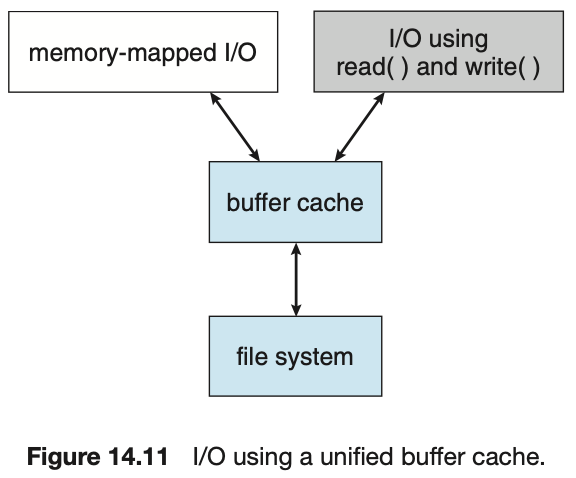 memory-mapped I/O
I/O using
read( ) and write( )
buffer cache
file system
Figure 14.11 I/O using a unified buffer cache.